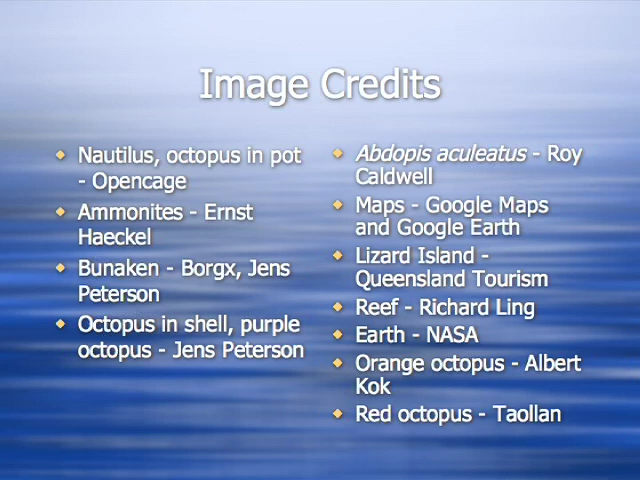 Image Credits
Nautilus, octopus in pot
- Opencage
Ammonites - Ernst
Haeckel
Bunaken - Borgx, Jens
Peterson
Octopus in shell, purple
octopus - Jens Peterson
Abdopis aculeatus - Roy
Caldwell
Maps - Google Maps
and Google Earth
Lizard Island -
Queensland Tourism
Reef - Richard Ling
Earth - NASA
Orange octopus - Albert
Kok
Red octopus - Taollan